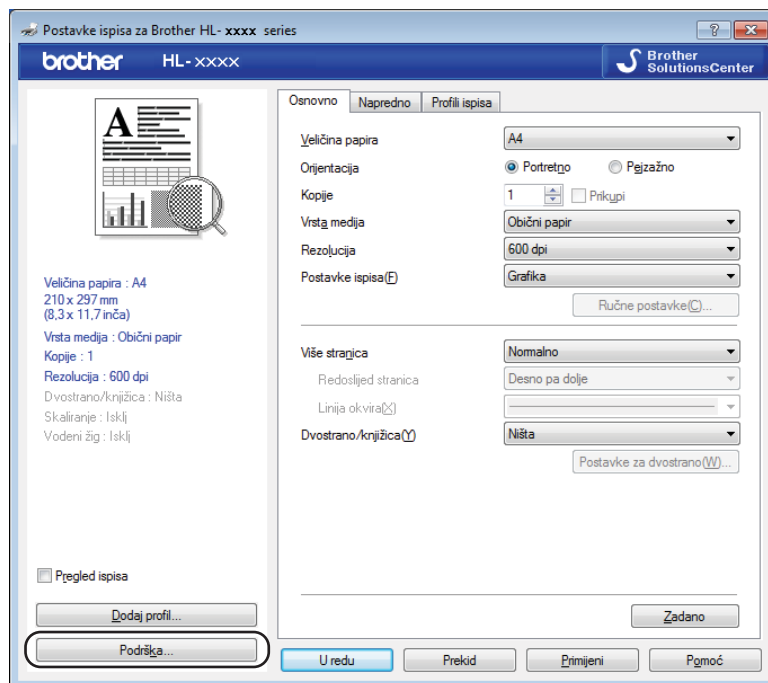 Postavke ispisa za Brother HL- xxxx series
brother HL-xxxx
Brother
SolutionsCenter
A
Veličina papira : A4
210 x 297 mm
(8,3 x 11,7 inča)
Vrsta medija : Obični papir
Kopije : 1
Rezolucija : 600 dpi
Dvostrano/knjižica : Ništa
Skaliranje : Isklj
Vodeni žig : Isklj
Pregled ispisa
Dodaj profil...
Podrška...
Osnovno Napredno Profili ispisa
Veličina papira A4
Orijentacija Portretno Pejzažno
Kopije 1 Prikupi
Vrsta medija Obični papir
Rezolucija 600 dpi
Postavke ispisa(F) Grafika
Ručne postavke(C)...
Više stranica Normalno
Redoslijed stranica Desno pa dolje
Linija okvira(X)
Dvostrano/knjižica(Y) Ništa
Postavke za dvostrano(W)...
Zadano
U redu Prekid Primijeni Pomoć